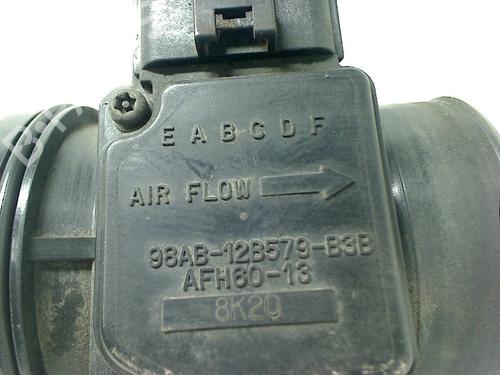 E A B C D F
AIR FLOW
98AB-12B579-B3B
AFH60-13
8K20